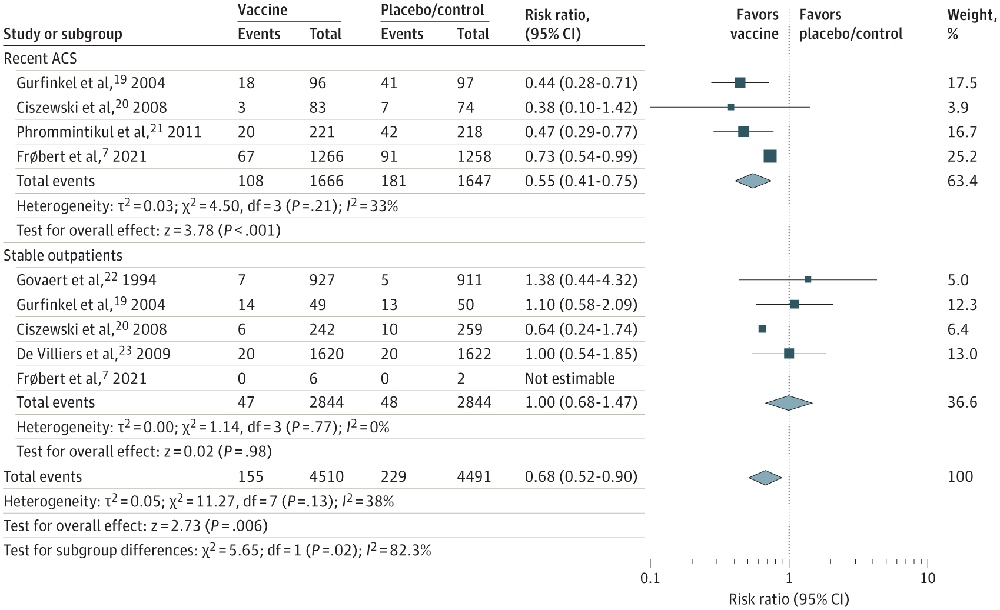 Vaccine Placebo/control Risk ratio, (95% CI) Favors vaccine Favors placebo/control Weight, %
Study or subgroup Events Total Events Total
Recent ACS
Gurfinkel et al,19 2004 18 96 41 97 0.44 (0.28-0.71) 17.5
Ciszewski et al,20 2008 3 83 7 74 0.38 (0.10-1.42) 3.9
Phrommintikul et al,21 2011 20 221 42 218 0.47 (0.29-0.77) 16.7
Frøbert et al,7 2021 67 1266 91 1258 0.73 (0.54-0.99) 25.2
Total events 108 1666 181 1647 0.55 (0.41-0.75) 63.4
Heterogeneity: τ2 = 0.03; χ2 = 4.50, df = 3 (P = .21); I2 = 33%
Test for overall effect: z = 3.78 (P < .001)
Stable outpatients
Govaert et al,22 1994 7 927 5 911 1.38 (0.44-4.32) 5.0
Gurfinkel et al,19 2004 14 49 13 50 1.10 (0.58-2.09) 12.3
Ciszewski et al,20 2008 6 242 10 259 0.64 (0.24-1.74) 6.4
De Villiers et al,23 2009 20 1620 20 1622 1.00 (0.54-1.85) 13.0
Frøbert et al,7 2021 0 6 0 2 Not estimable
Total events 47 2844 48 2844 1.00 (0.68-1.47) 36.6
Heterogeneity: τ2 = 0.00; χ2 = 1.14, df = 3 (P = .77); I2 = 0%
Test for overall effect: z = 0.02 (P = .98)
Total events 155 4510 229 4491 0.68 (0.52-0.90) 100
Heterogeneity: τ2 = 0.05; χ2 = 11.27, df = 7 (P = .13); I2 = 38%
Test for overall effect: z = 2.73 (P = .006)
Test for subgroup differences: χ2 = 5.65; df = 1 (P = .02); I2 = 82.3%
0.1 1 10
Risk ratio (95% CI)